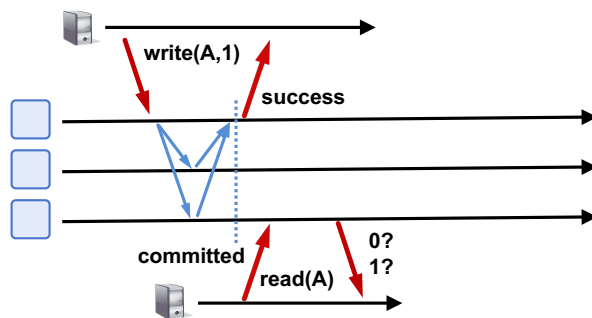 write(A,1)
success
committed
read(A)
0?
1?